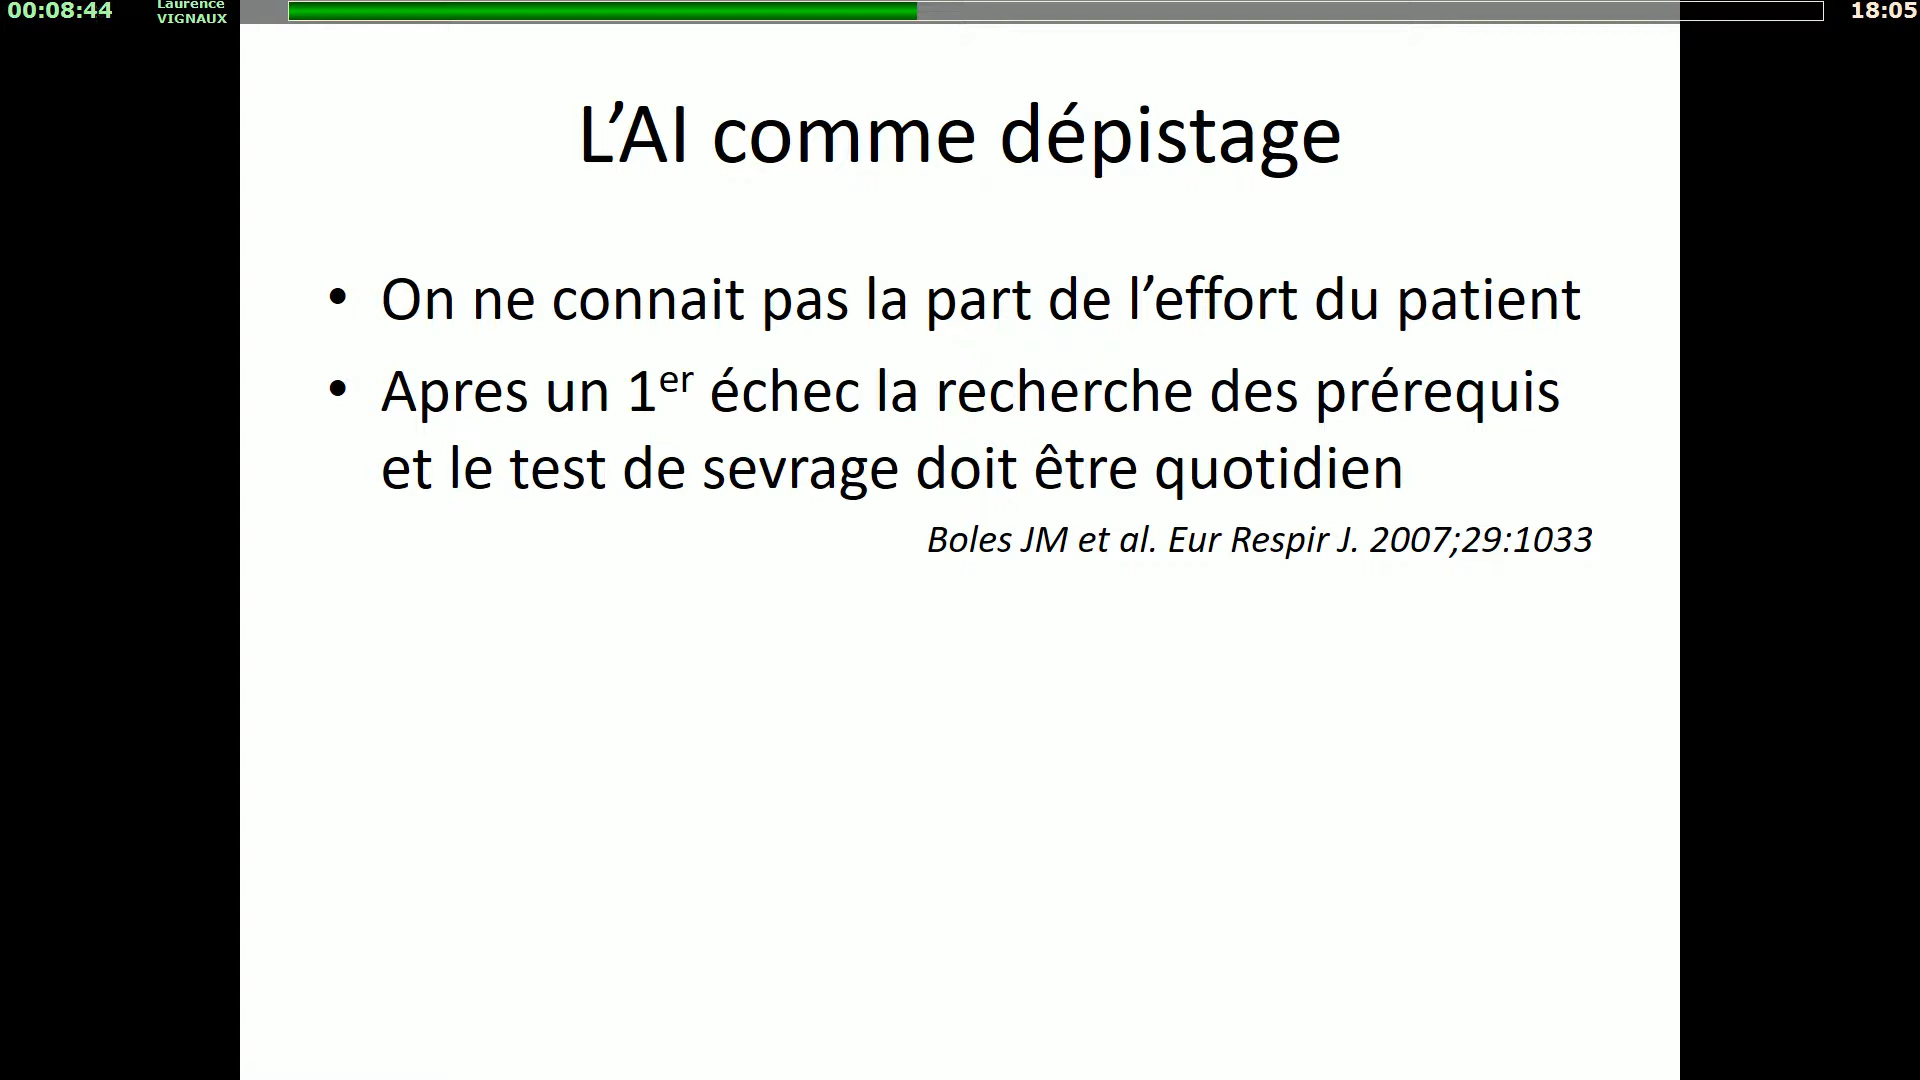 00:08:44
Laurence
VIGNAUX
18:05
L’AI comme dépistage
• On ne connait pas la part de l’effort du patient
• Apres un 1er échec la recherche des prérequis
et le test de sevrage doit être quotidien
Boles JM et al. Eur Respir J. 2007;29:1033